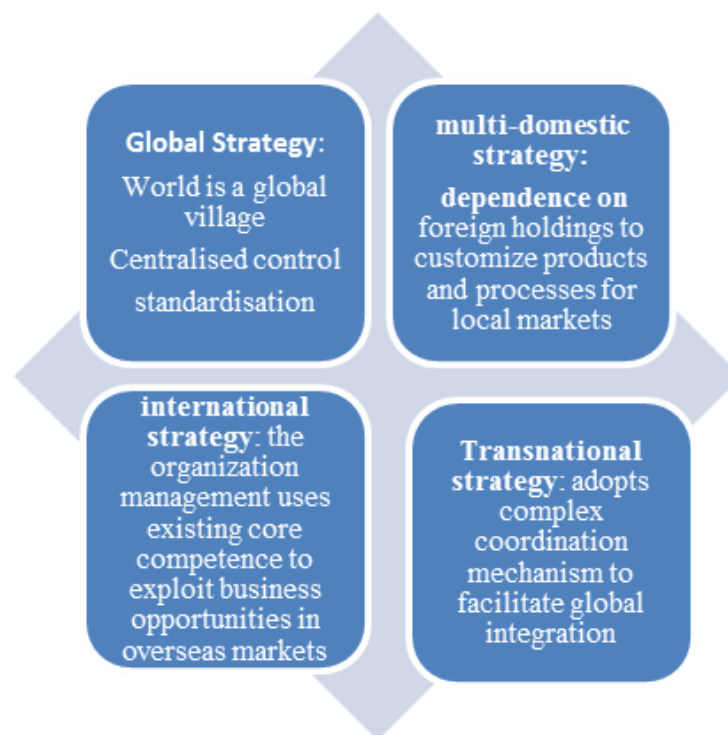 Global Strategy:
World is a global
village
Centralised control
standardisation
multi-domestic
strategy:
dependence on
foreign holdings to
customize products
and processes for
local markets
international
strategy: the
organization
management uses
existing core
competence to
exploit business
opportunities in
overseas markets
Transnational
strategy: adopts
complex
coordination
mechanism to
facilitate global
integration